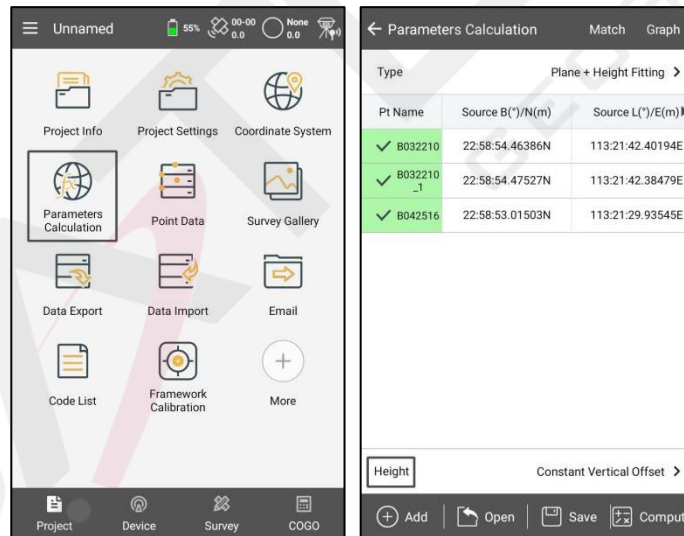 Unnamed
55%
00-00
0.0
None
0.0
Project Info
Project Settings
Coordinate System
Parameters
Calculation
Point Data
Survey Gallery
Data Export
Data Import
Email
Code List
Framework
Calibration
More
Project
Device
Survey
COGO
Parameters Calculation
Match
Graph
Type
Plane + Height Fitting
Pt Name
Source B(°)/N(m)
Source L(°)/E(m)
B032210
22:58:54.46386N
113:21:42.40194E
B032210
_1
22:58:54.47527N
113:21:42.38479E
B042516
22:58:53.01503N
113:21:29.93545E
Height
Constant Vertical Offset
Add
Open
Save
Comput